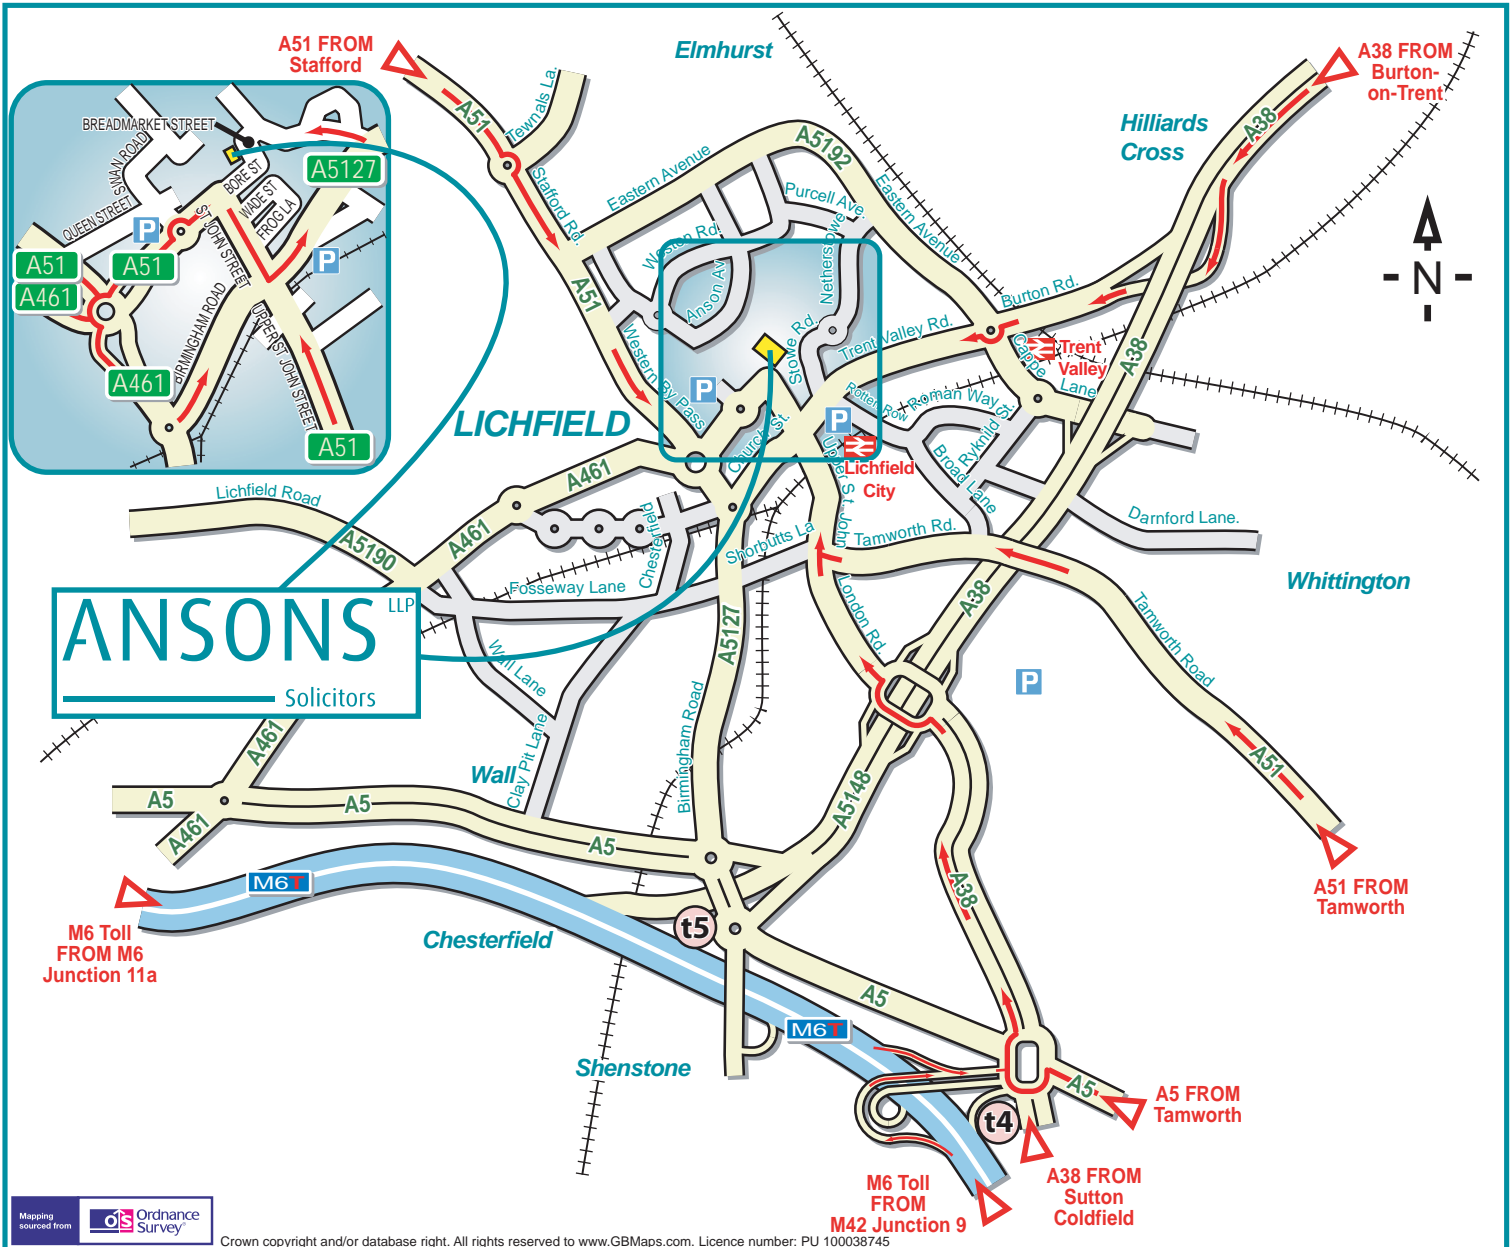 A51 FROM
Stafford
Elmhurst
A38 FROM
Burton-
on-Trent
Hilliards
Cross
A51
Tewnals La.
A5192
A38
Eastern Avenue
Eastern Avenue
Stafford Rd.
Purcell Ave.
Weston Rd.
Netherstowe
Anson Av
A51
Burton Rd.
N
BREADMARKET STREET
SWAN ROAD
A5127
BORE ST
WADE ST
FROG LA
QUEEN STREET
P
ST JOHN STREET
A51
A51
A461
P
BIRMINGHAM ROAD
UPPER ST JOHN STREET
A461
A51
Western By Pass
Stowe Rd.
Trent Valley Rd.
Trent
Valley
Cappe
Lane
A38
P
P
Rotten Row
Roman Way
Ryknild St.
Broad Lane
LICHFIELD
Church St.
Upper St. John
Lichfield
City
A461
Lichfield Road
A5190
A461
Chesterfield
Shorbutts La
Tamworth Rd.
Darnford Lane.
Fosseway Lane
Whittington
A38
London Rd.
A5127
Tamworth Road
ANSONS LLP
Solicitors
Wall Lane
P
Birmingham Road
Clay Pit Lane
A461
Wall
A5148
A51
A5
A5
A461
A5
A51 FROM
Tamworth
M6T
A38
M6 Toll
FROM M6
Junction 11a
Chesterfield
t5
A5
M6T
Shenstone
A5
A5 FROM
Tamworth
t4
M6 Toll
FROM
M42 Junction 9
A38 FROM
Sutton
Coldfield
Mapping
sourced from
OS
Ordnance
Survey®
Crown copyright and/or database right. All rights reserved to www.GBMaps.com. Licence number: PU 100038745